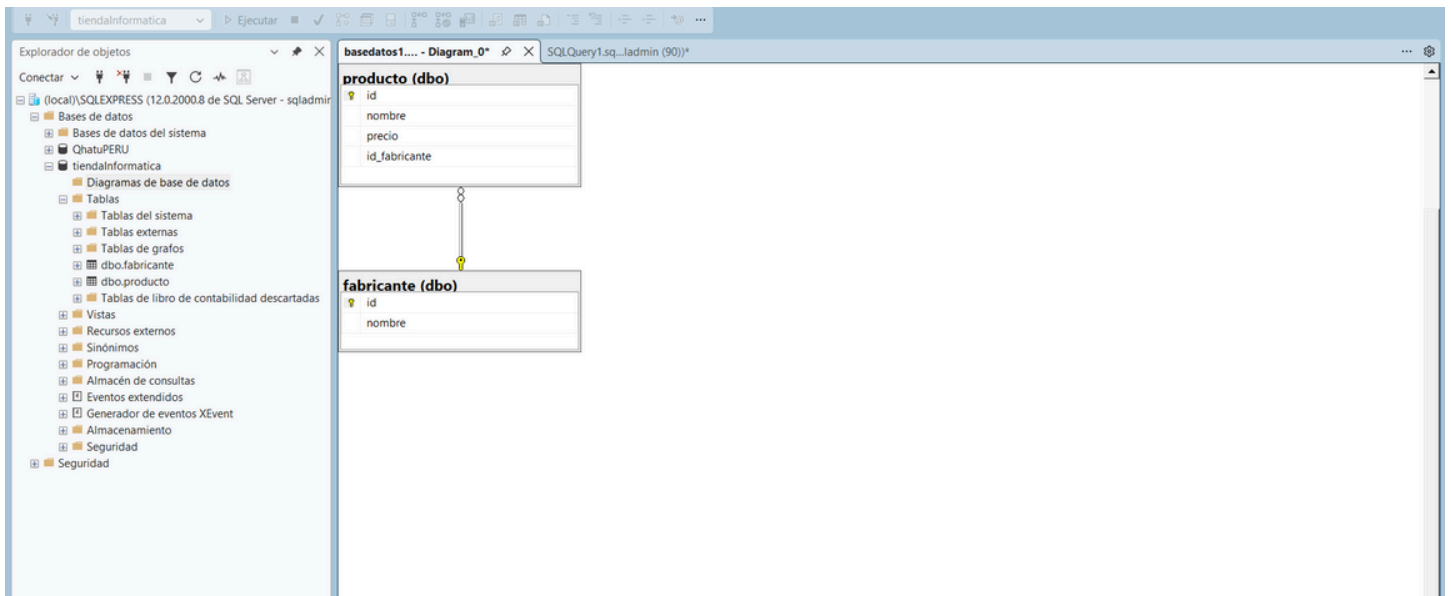 tiendaInformatica
Ejecutar
Explorador de objetos
Conectar
(local)\SQLEXPRESS (12.0.2000.8 de SQL Server - sqladmir
Bases de datos
Bases de datos del sistema
QhatuPERU
tiendaInformatica
Diagramas de base de datos
Tablas
Tablas del sistema
Tablas externas
Tablas de grafos
dbo.fabricante
dbo.producto
Tablas de libro de contabilidad descartadas
Vistas
Recursos externos
Sinónimos
Programación
Almacén de consultas
Eventos extendidos
Generador de eventos XEvent
Almacenamiento
Seguridad
Seguridad
basedatos1.... - Diagram_0*
SQLQuery1.sq...ladmin (90))*
producto (dbo)
id
nombre
precio
id_fabricante
fabricante (dbo)
id
nombre